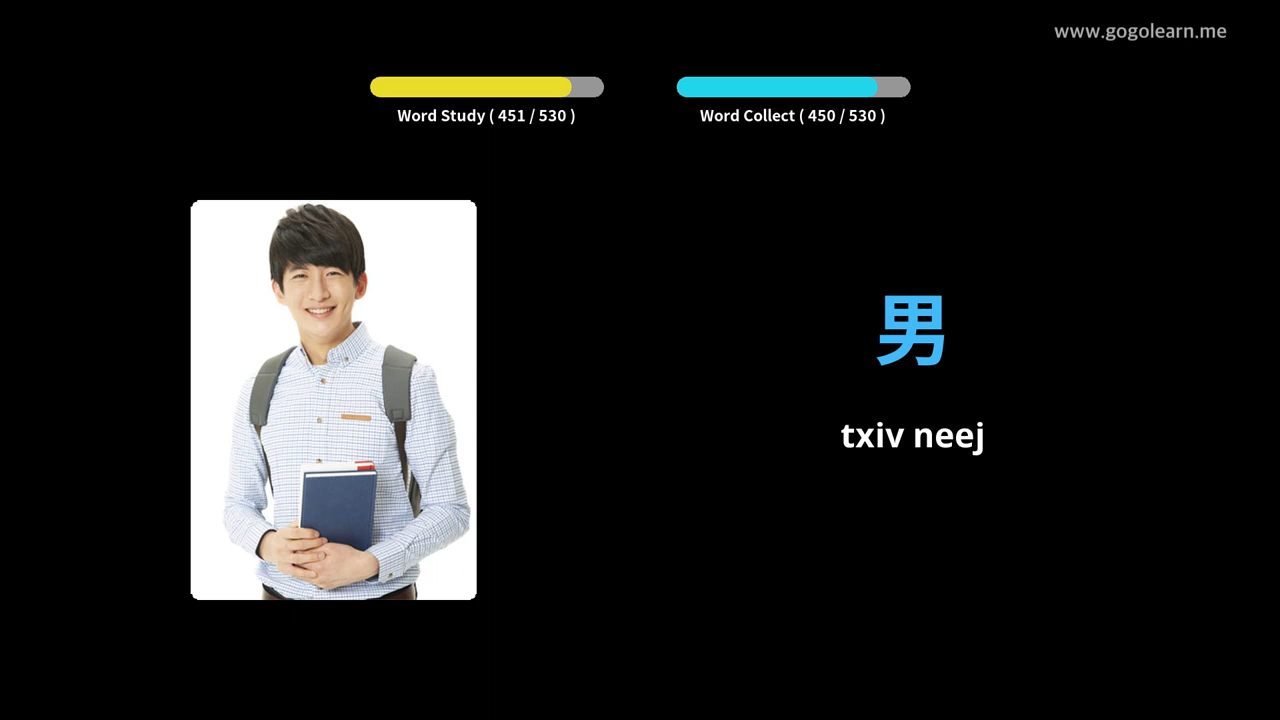 www.gogolearn.me
Word Study ( 451 / 530 )
Word Collect ( 450 / 530 )
男
txiv neej